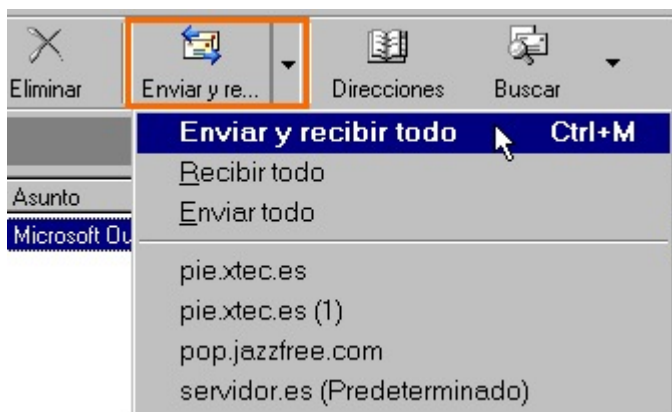 Eliminar
Enviar y re...
Direcciones
Buscar
Enviar y recibir todo Ctrl+M
Recibir todo
Asunto
Enviar todo
Microsoft Ou
pie.xtec.es
pie.xtec.es (1)
pop.jazzfree.com
servidor.es (Predeterminado)